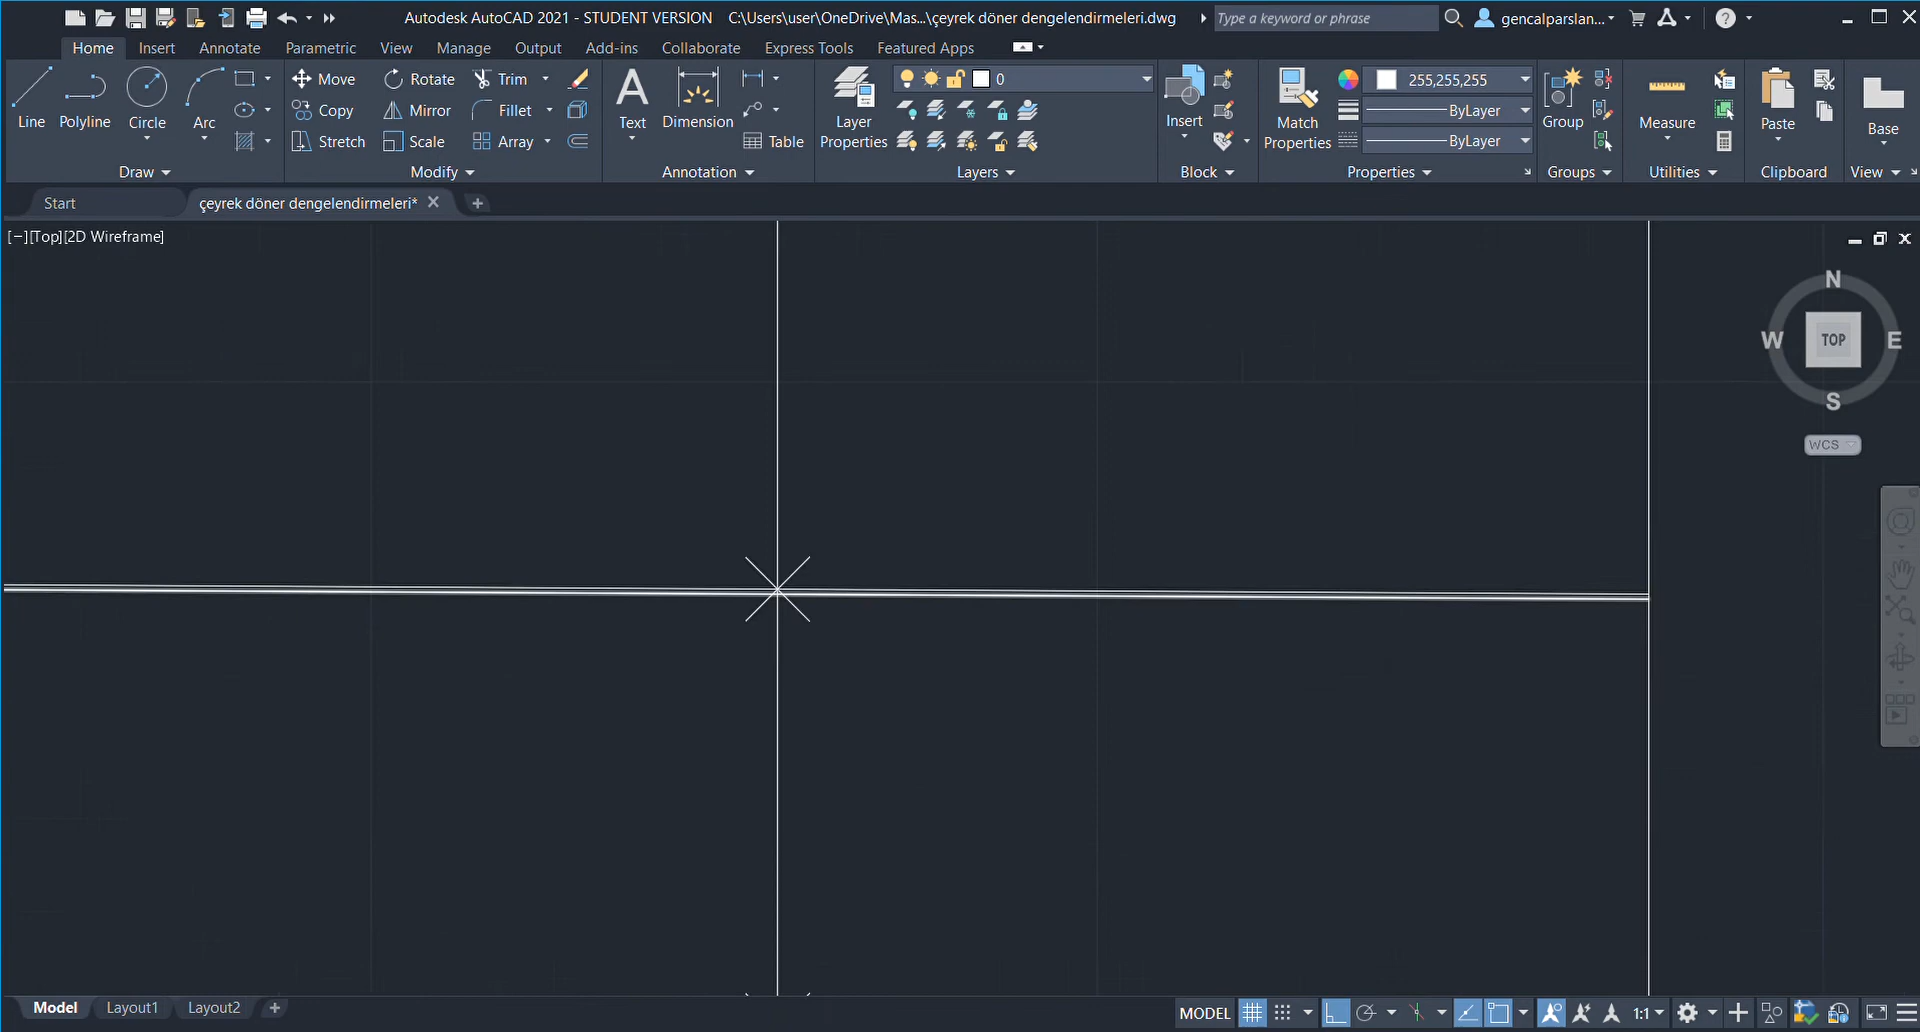 Autodesk AutoCAD 2021 - STUDENT VERSION C:\Users\user\OneDrive\Mas...\çeyrek döner dengelendirmeleri.dwg
Type a keyword or phrase
gencalparslan...
Home Insert Annotate Parametric View Manage Output Add-ins Collaborate Express Tools Featured Apps
Line Polyline Circle Arc
Draw
Move Rotate Trim
Copy Mirror Fillet
Stretch Scale Array
Modify
Text Dimension
Table
Annotation
Layer
Properties
0
Layers
Insert
Block
Match
Properties
255,255,255
ByLayer
ByLayer
Properties
Group
Groups
Measure
Utilities
Paste
Clipboard
Base
View
Start çeyrek döner dengelendirmeleri*
[−][Top][2D Wireframe]
N
W TOP E
S
WCS
Model Layout1 Layout2
MODEL 1:1